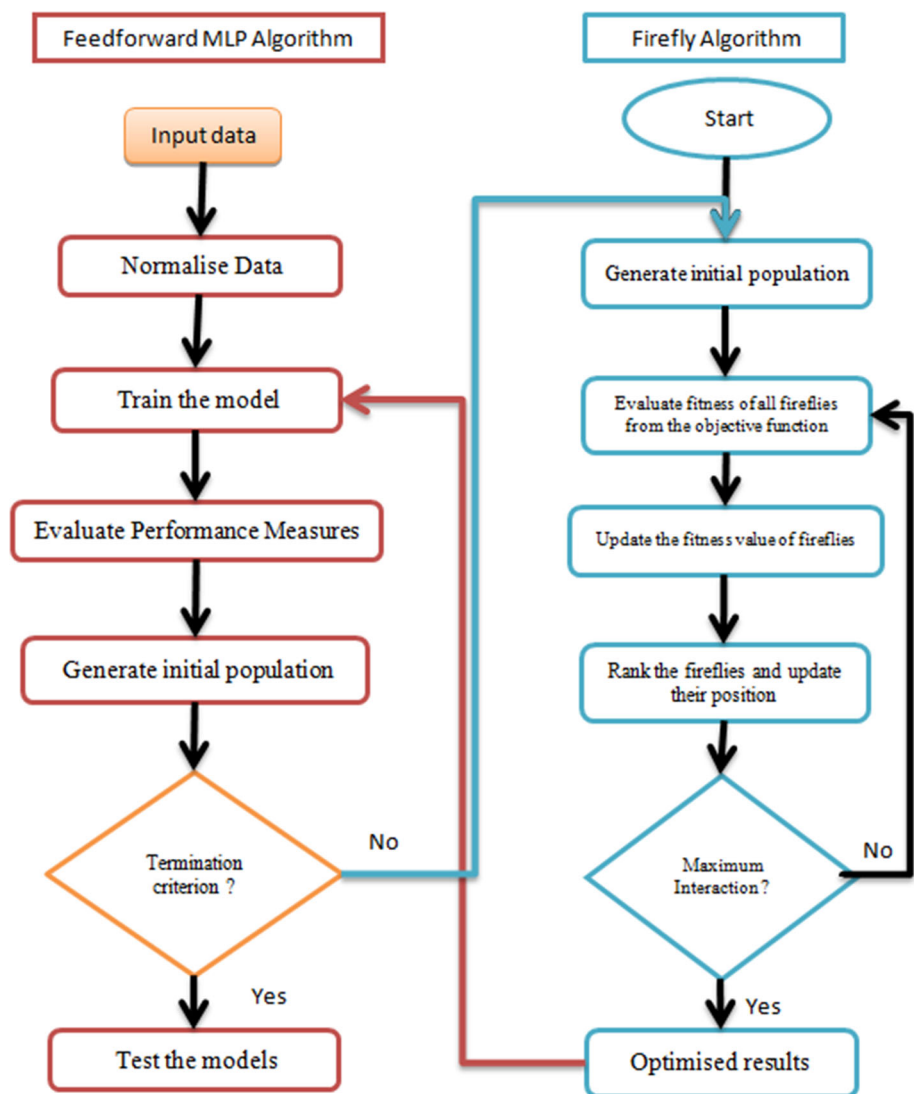 Feedforward MLP Algorithm
Input data
Normalise Data
Train the model
Evaluate Performance Measures
Generate initial population
Termination
criterion ?
No
Yes
Test the models
Firefly Algorithm
Start
Generate initial population
Evaluate fitness of all fireflies
from the objective function
Update the fitness value of fireflies
Rank the fireflies and update
their position
Maximum
Interaction ?
No
Yes
Optimised results